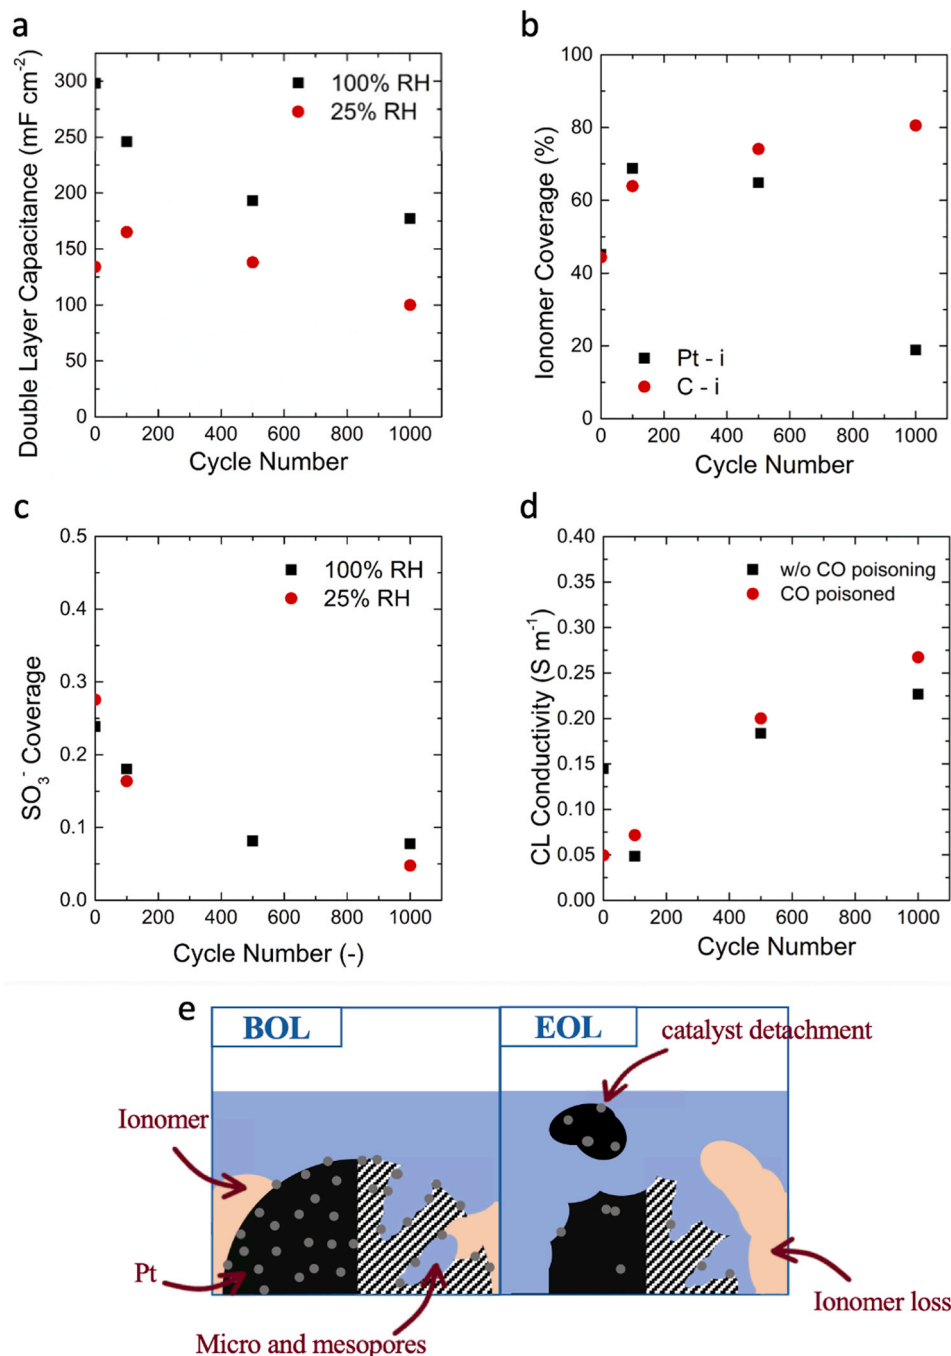 a
Double Layer Capacitance (mF cm⁻²)
300
250
200
150
100
50
0
0 200 400 600 800 1000
Cycle Number
100% RH
25% RH
b
Ionomer Coverage (%)
100
80
60
40
20
0
0 200 400 600 800 1000
Cycle Number
Pt - i
C - i
c
SO₃⁻ Coverage
0.5
0.4
0.3
0.2
0.1
0.0
0 200 400 600 800 1000
Cycle Number (-)
100% RH
25% RH
d
CL Conductivity (S m⁻¹)
0.40
0.35
0.30
0.25
0.20
0.15
0.10
0.05
0.00
0 200 400 600 800 1000
Cycle Number
w/o CO poisoning
CO poisoned
e
BOL
EOL
catalyst detachment
Ionomer
Pt
Micro and mesopores
Ionomer loss